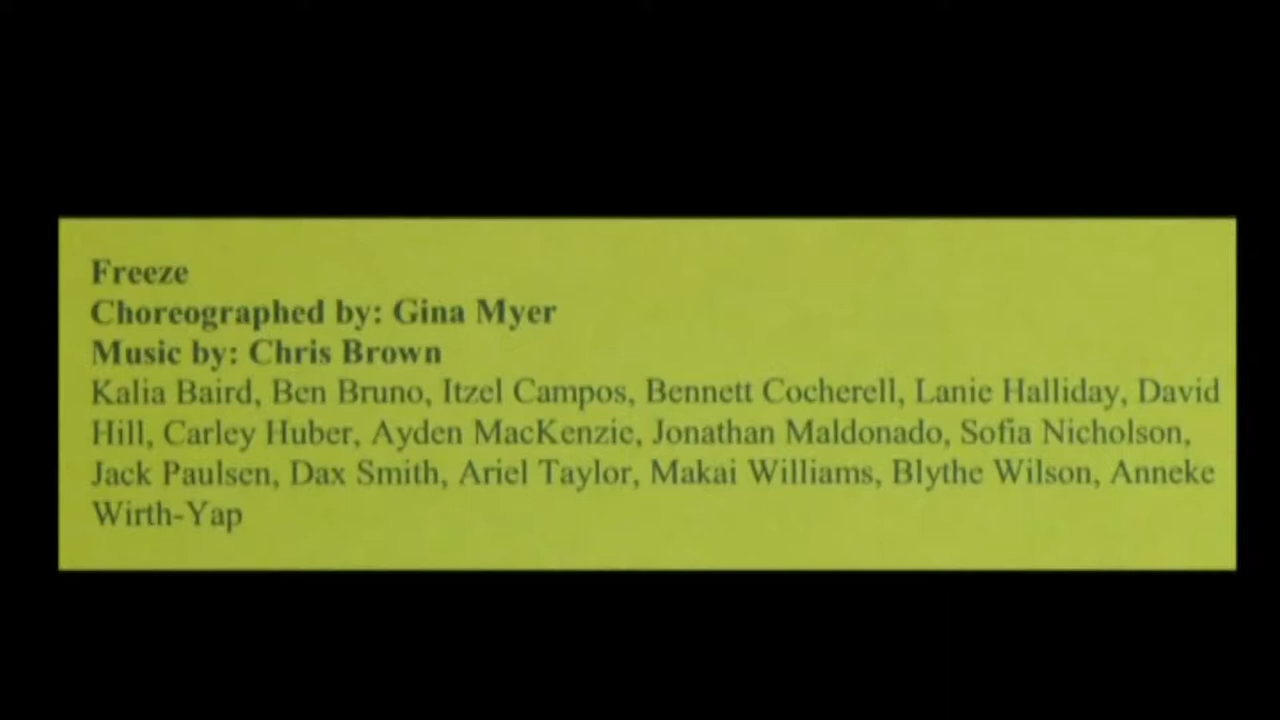 Freeze
Choreographed by: Gina Myer
Music by: Chris Brown
Kalia Baird, Ben Bruno, Itzel Campos, Bennett Cocherell, Lanie Halliday, David
Hill, Carley Huber, Ayden MacKenzie, Jonathan Maldonado, Sofia Nicholson,
Jack Paulsen, Dax Smith, Ariel Taylor, Makai Williams, Blythe Wilson, Anneke
Wirth-Yap